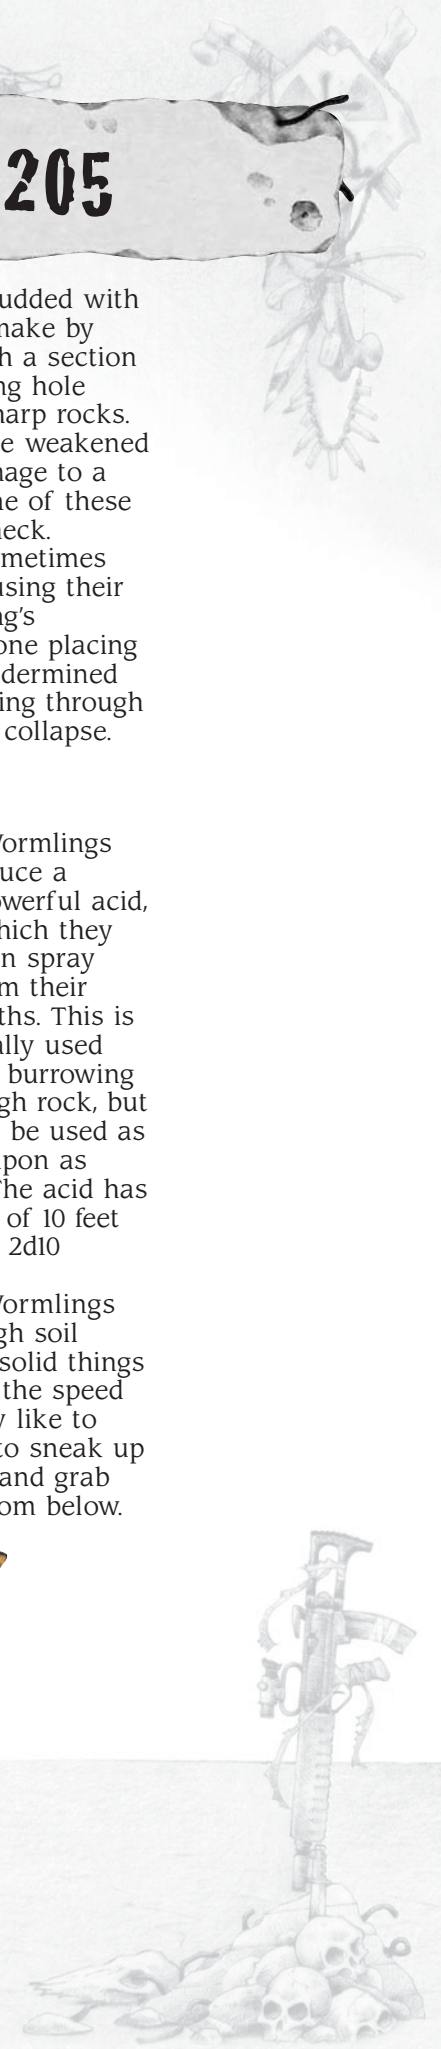 205
udded with
make by
h a section
ng hole
harp rocks.
e weakened
nage to a
ne of these
heck.
metimes
using their
ng's
one placing
dermined
ing through
collapse.
Wormlings
uce a
owerful acid,
hich they
n spray
m their
ths. This is
ally used
burrowing
gh rock, but
be used as
apon as
The acid has
of 10 feet
2d10
Wormlings
gh soil
solid things
the speed
y like to
to sneak up
and grab
om below.